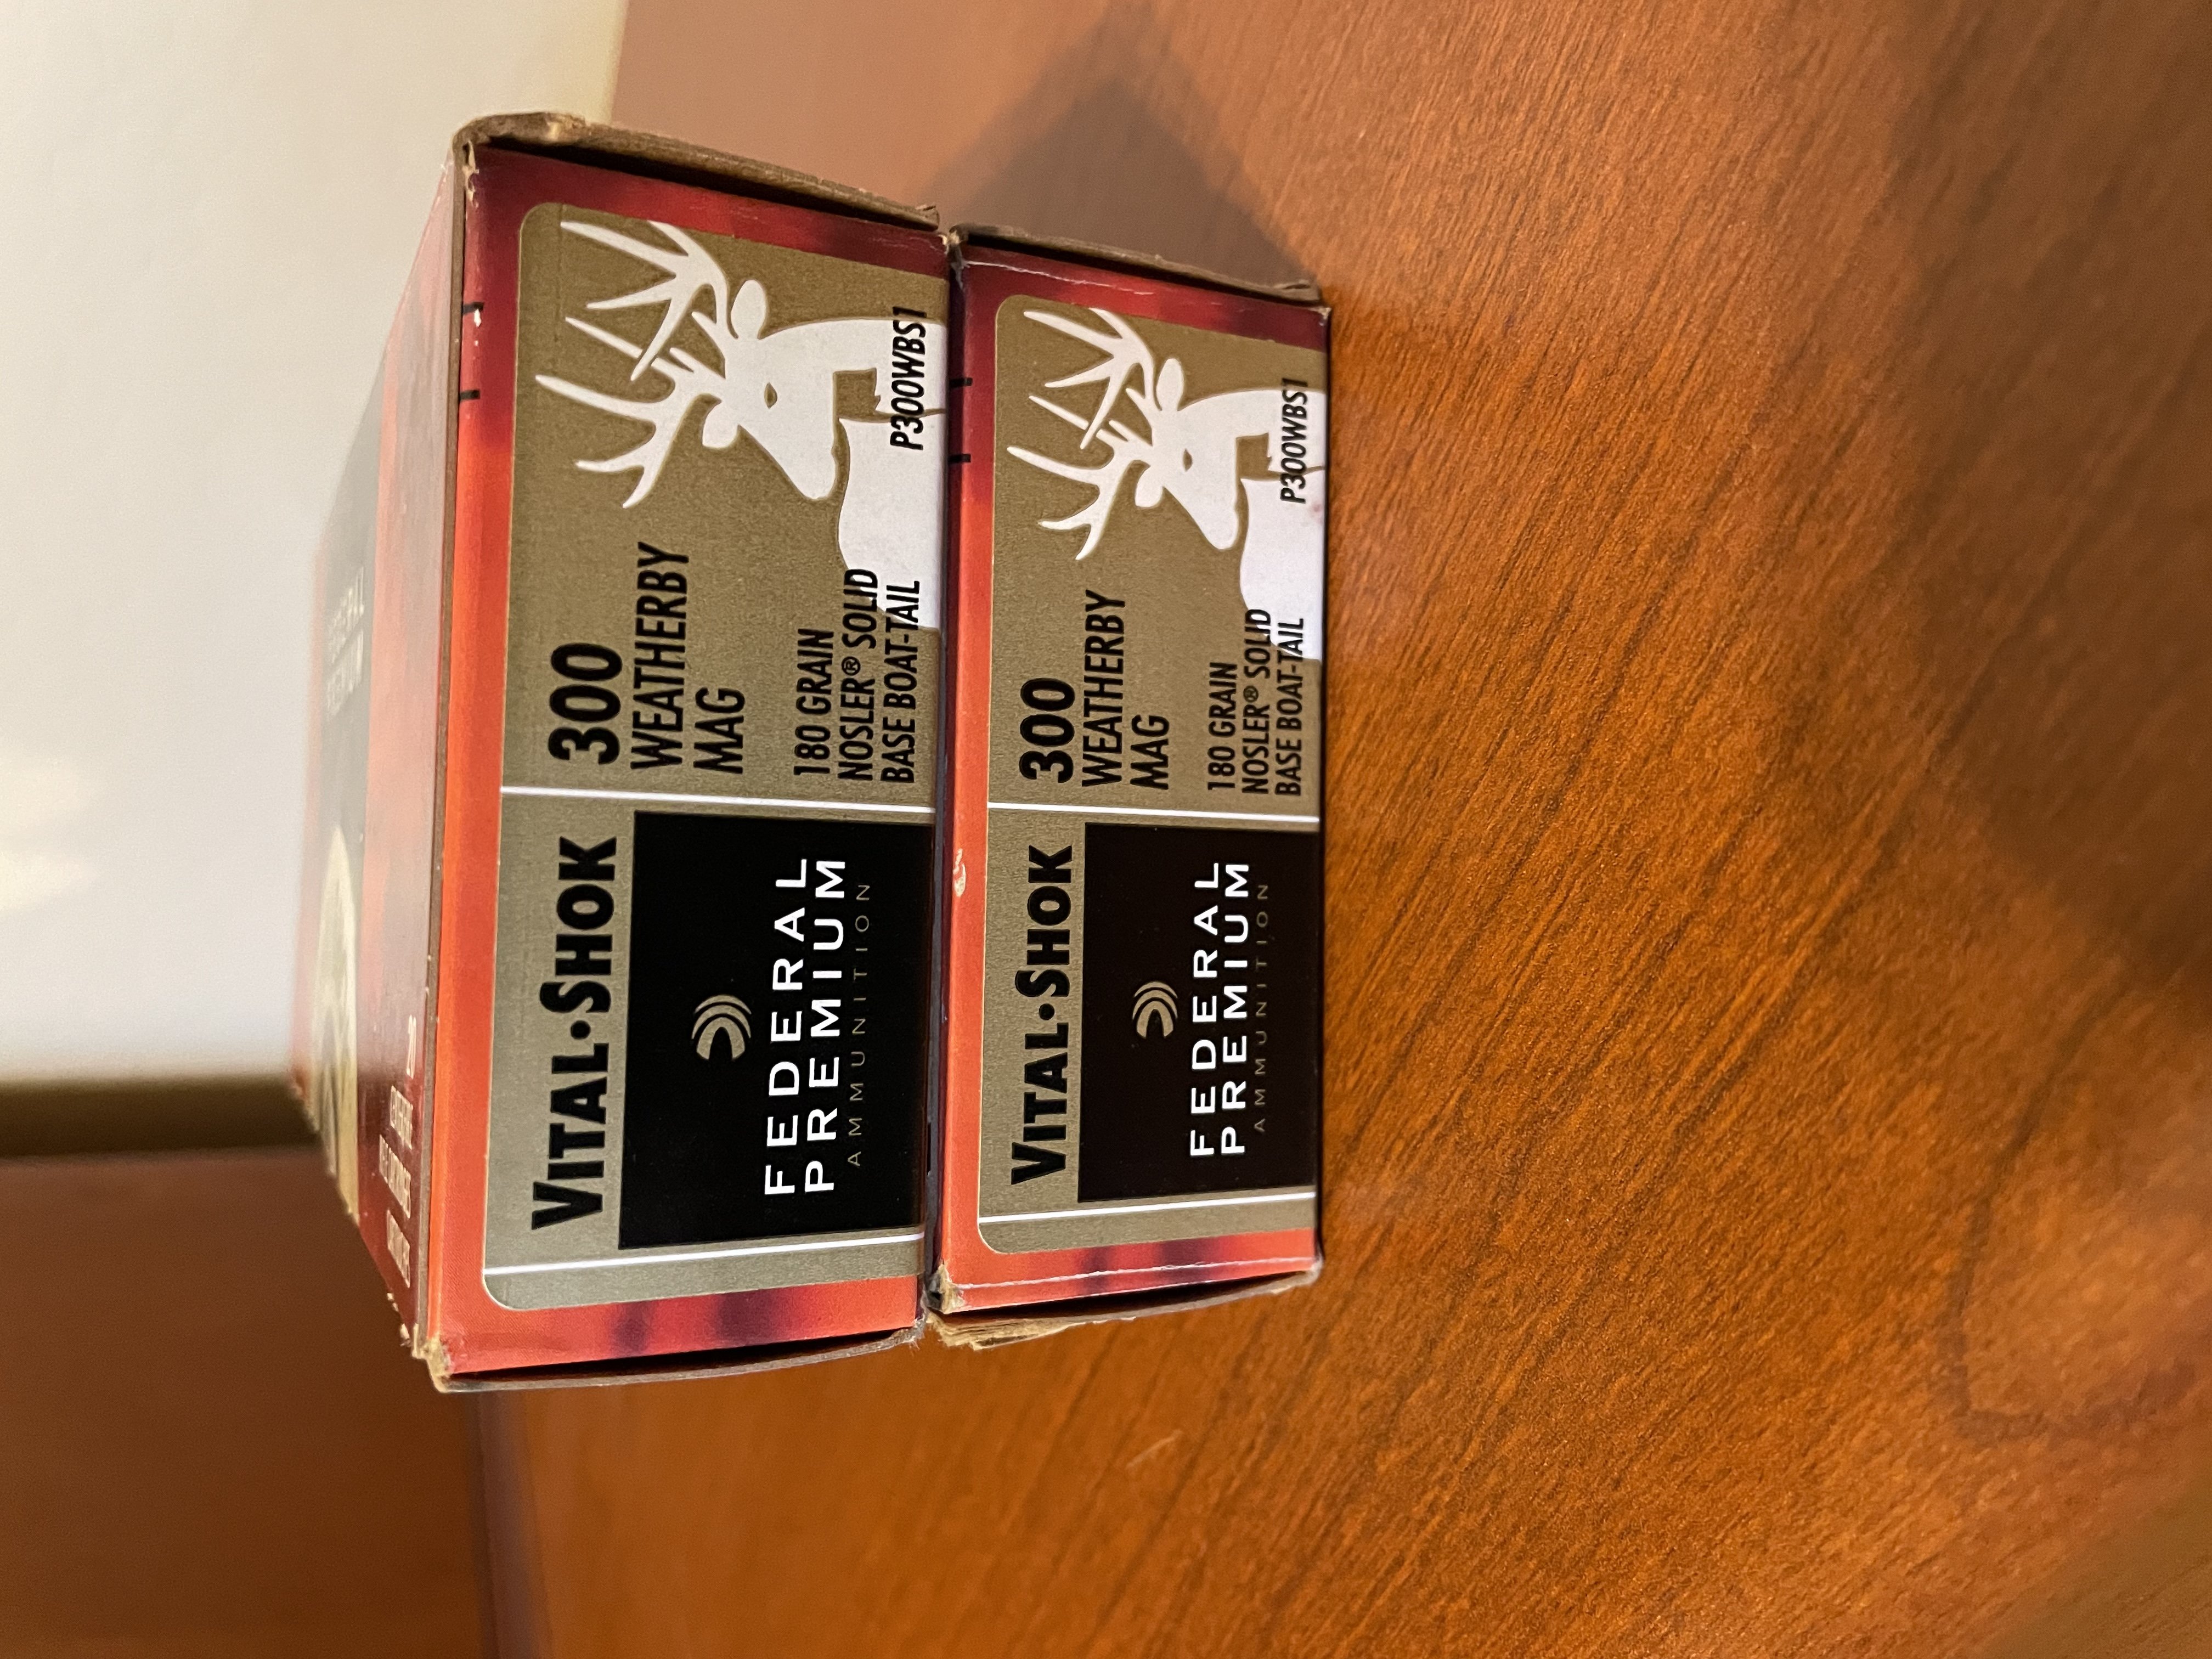 VITAL•SHOK
FEDERAL
PREMIUM
AMMUNITION
300
WEATHERBY
MAG
180 GRAIN
NOSLER® SOLID
BASE BOAT-TAIL
P300WBS1
VITAL•SHOK
FEDERAL
PREMIUM
AMMUNITION
300
WEATHERBY
MAG
180 GRAIN
NOSLER® SOLID
BASE BOAT-TAIL
P300WBS1
20